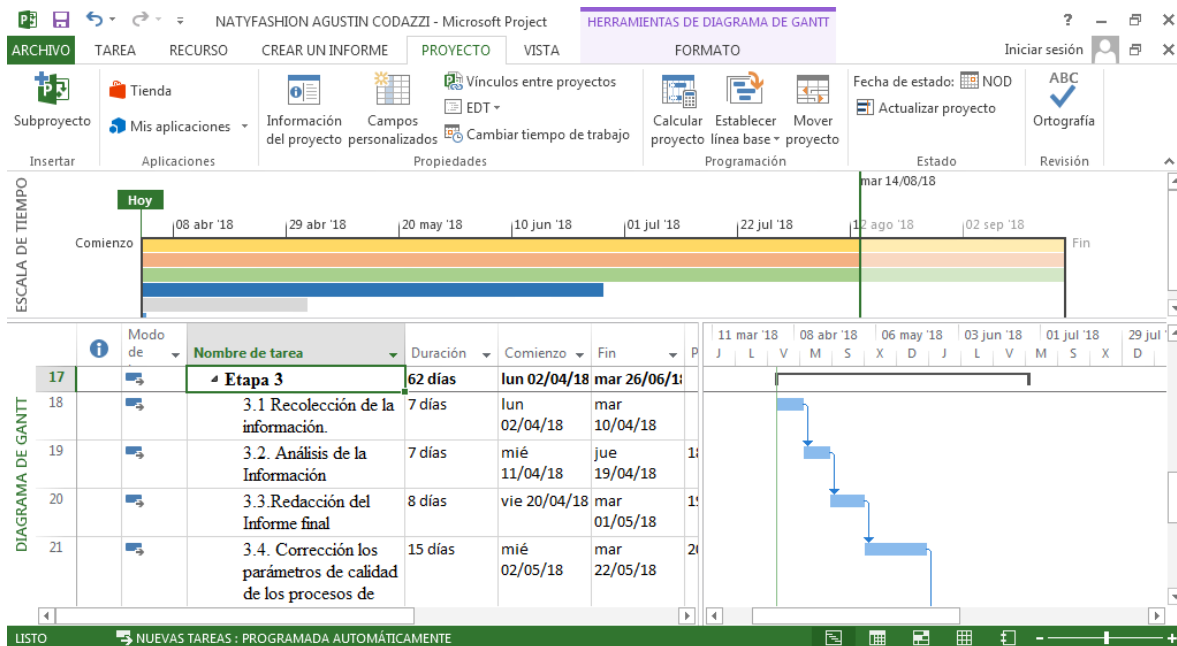 NATYFASHION AGUSTIN CODAZZI - Microsoft Project
HERRAMIENTAS DE DIAGRAMA DE GANTT
?
ARCHIVO TAREA RECURSO CREAR UN INFORME PROYECTO VISTA FORMATO Iniciar sesión
Subproyecto
Insertar
Tienda
Mis aplicaciones
Aplicaciones
Información del proyecto
Campos personalizados
Vínculos entre proyectos
EDT
Cambiar tiempo de trabajo
Propiedades
Calcular proyecto
Establecer línea base
Mover proyecto
Programación
Fecha de estado: NOD
Actualizar proyecto
Estado
ABC
Ortografía
Revisión
ESCALA DE TIEMPO
mar 14/08/18
Hoy
08 abr '18 29 abr '18 20 may '18 10 jun '18 01 jul '18 22 jul '18 12 ago '18 02 sep '18
Comienzo
Fin
DIAGRAMA DE GANTT
Modo de Nombre de tarea Duración Comienzo Fin P
11 mar '18 08 abr '18 06 may '18 03 jun '18 01 jul '18 29 jul '
J L V M S X D J L V M S X D
17 Etapa 3 62 días lun 02/04/18 mar 26/06/18
18 3.1 Recolección de la información. 7 días lun 02/04/18 mar 10/04/18
19 3.2. Análisis de la Información 7 días mié 11/04/18 jue 19/04/18 18
20 3.3.Redacción del Informe final 8 días vie 20/04/18 mar 01/05/18 19
21 3.4. Corrección los parámetros de calidad de los procesos de 15 días mié 02/05/18 mar 22/05/18 20
LISTO NUEVAS TAREAS : PROGRAMADA AUTOMÁTICAMENTE